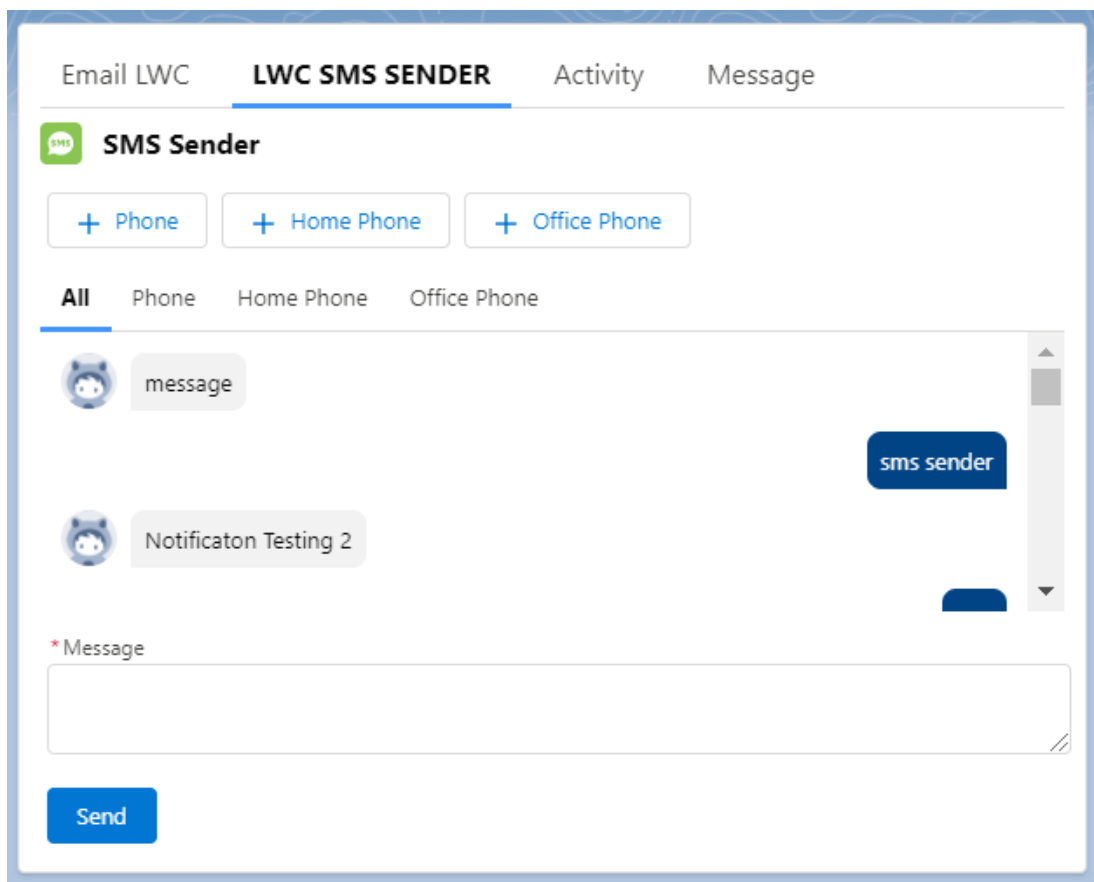 Email LWC LWC SMS SENDER Activity Message
SMS SMS Sender
+ Phone + Home Phone + Office Phone
All Phone Home Phone Office Phone
message
sms sender
Notificaton Testing 2
*Message
Send